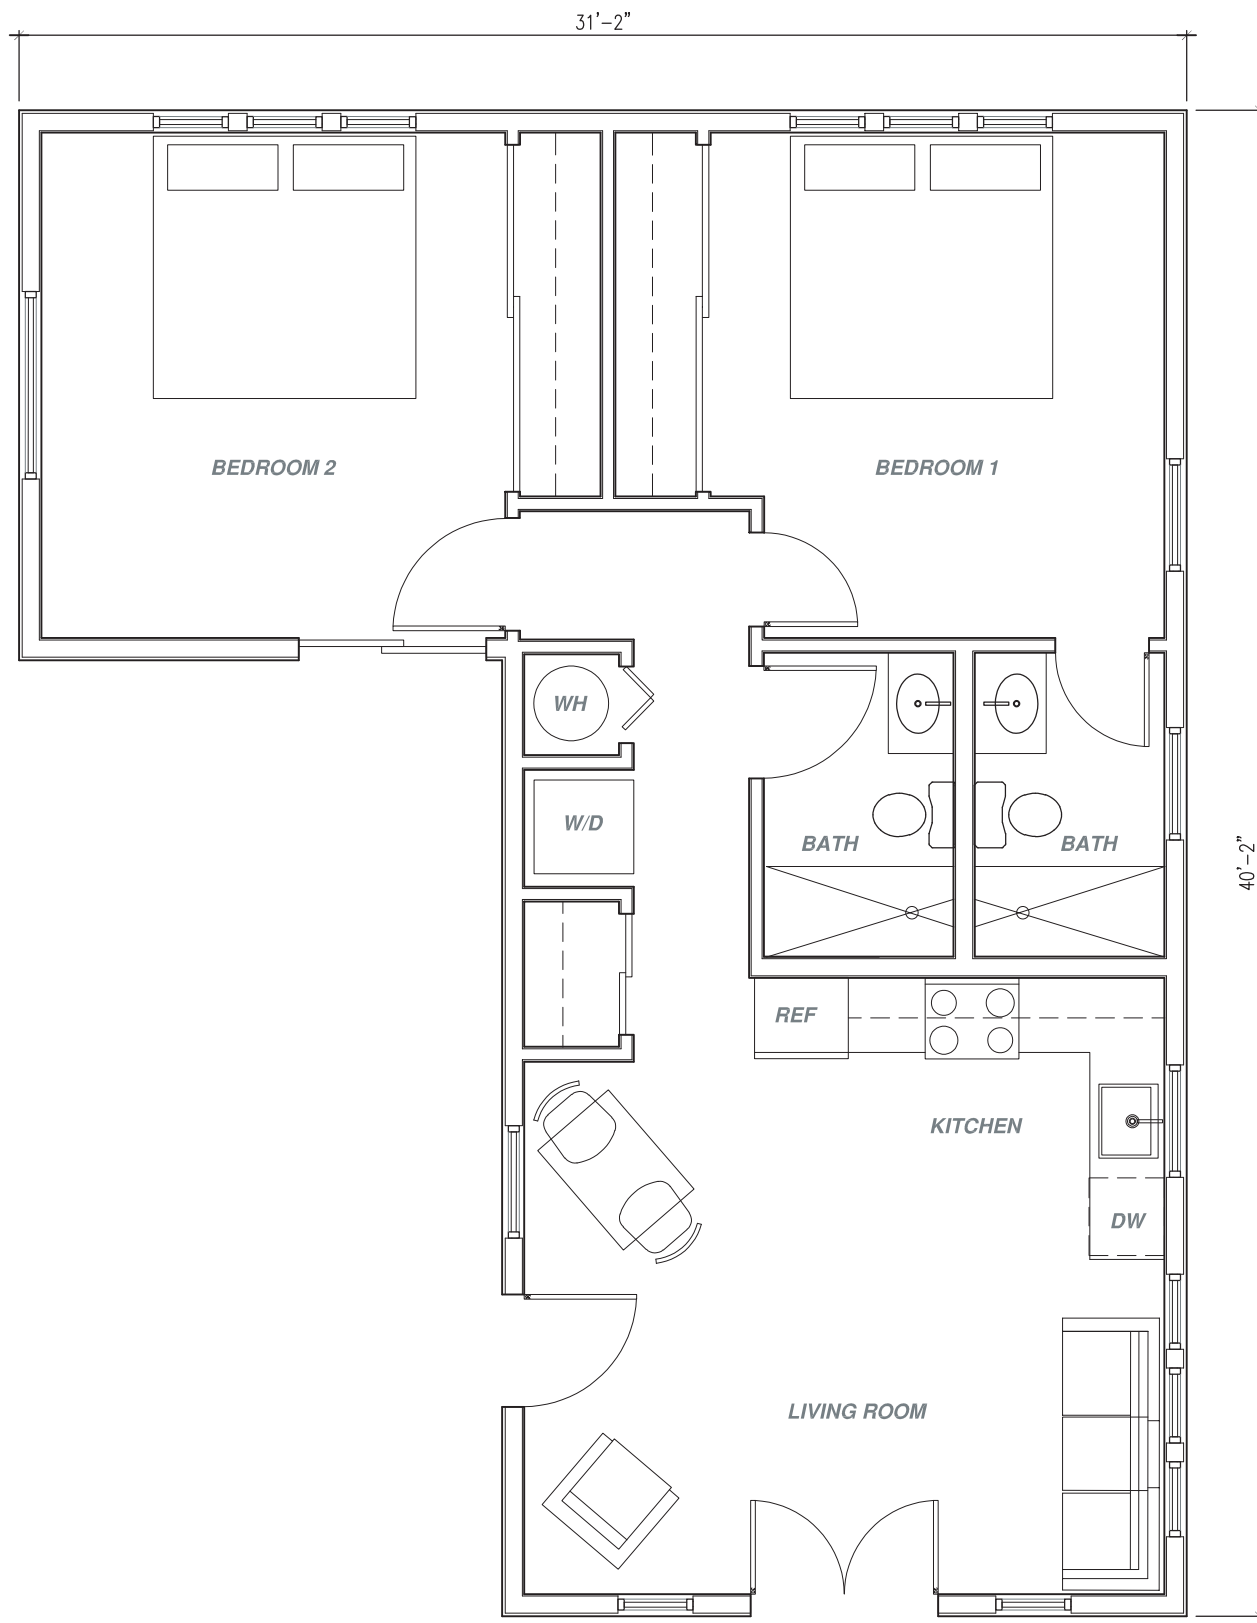 31'-2"
BEDROOM 2
BEDROOM 1
WH
W/D
BATH
BATH
40'-2"
REF
KITCHEN
DW
LIVING ROOM